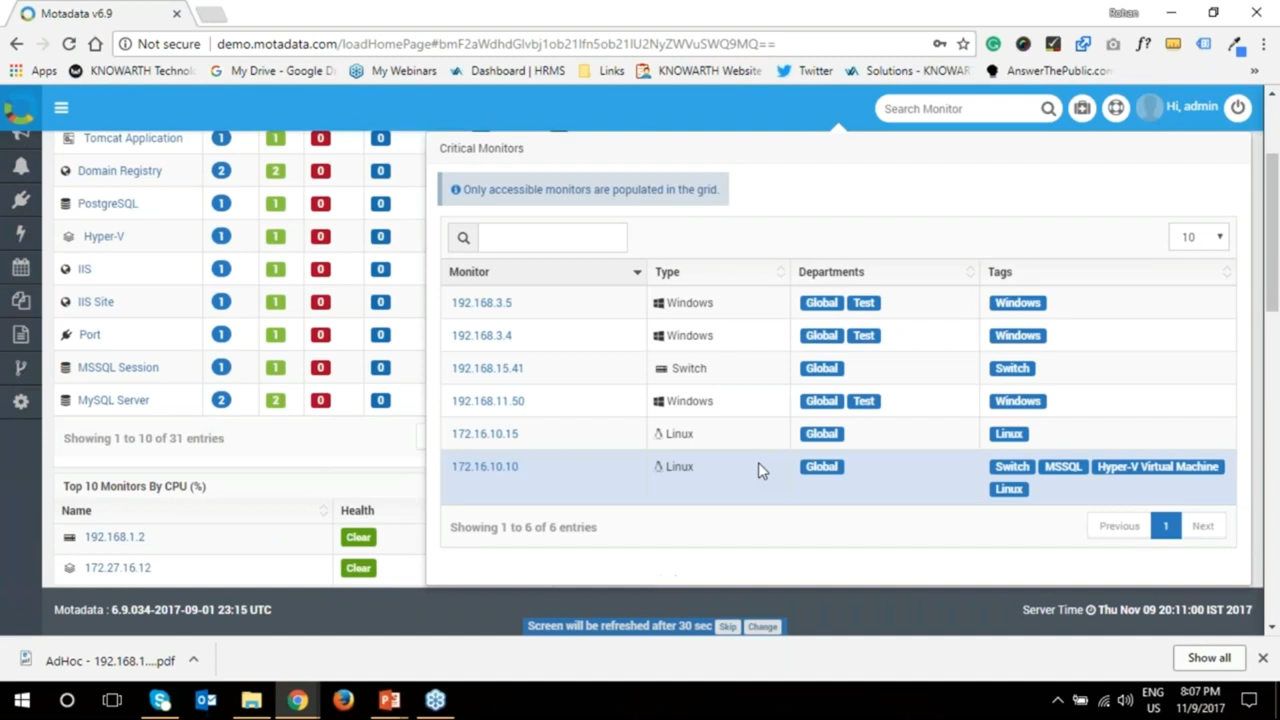 Motadata v6.9
Rohan
Not secure demo.motadata.com/loadHomePage#bmF2aWdhdGlvbj1ob21lfn5ob21lU2NyZWVuSWQ9MQ==
Apps KNOWARTH Technol My Drive - Google D My Webinars Dashboard | HRMS Links KNOWARTH Website Twitter Solutions - KNOWAR AnswerThePublic.com »
Search Monitor Hi, admin
Tomcat Application 1 1 0 0
Domain Registry 2 2 0 0
PostgreSQL 1 1 0 0
Hyper-V 1 1 0 0
IIS 1 1 0 0
IIS Site 1 1 0 0
Port 1 1 0 0
MSSQL Session 1 1 0 0
MySQL Server 2 2 0 0
Showing 1 to 10 of 31 entries
Top 10 Monitors By CPU (%)
Name Health
192.168.1.2 Clear
172.27.16.12 Clear
Critical Monitors
Only accessible monitors are populated in the grid.
10
Monitor Type Departments Tags
192.168.3.5 Windows Global Test Windows
192.168.3.4 Windows Global Test Windows
192.168.15.41 Switch Global Switch
192.168.11.50 Windows Global Test Windows
172.16.10.15 Linux Global Linux
172.16.10.10 Linux Global Switch MSSQL Hyper-V Virtual Machine
Linux
Showing 1 to 6 of 6 entries
Previous 1 Next
Motadata : 6.9.034-2017-09-01 23:15 UTC
Server Time Thu Nov 09 20:11:00 IST 2017
Screen will be refreshed after 30 sec Skip Change
AdHoc - 192.168.1....pdf
Show all
ENG
US
8:07 PM
11/9/2017